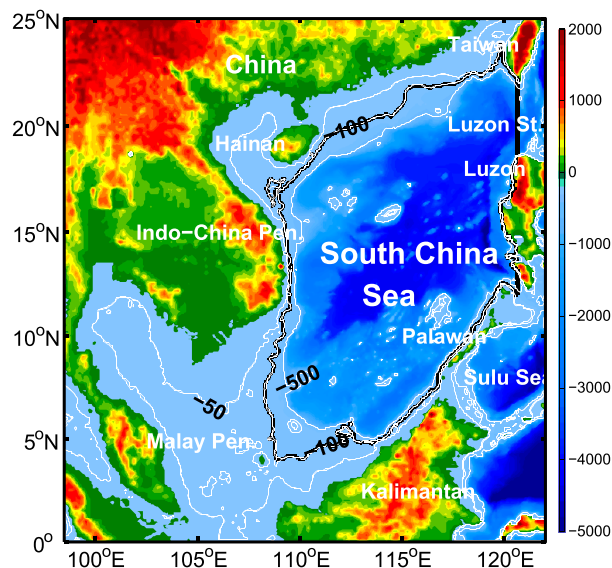 25°N
20°N
15°N
10°N
5°N
0°
100°E
105°E
110°E
115°E
120°E
Taiwan
China
−100
Luzon St
Hainan
Luzon
Indo−China Pen.
South China
Sea
Palawan
−500
Sulu Sea
−50
Malay Pen.
−100
Kalimantan
2000
1000
0
−1000
−2000
−3000
−4000
−5000